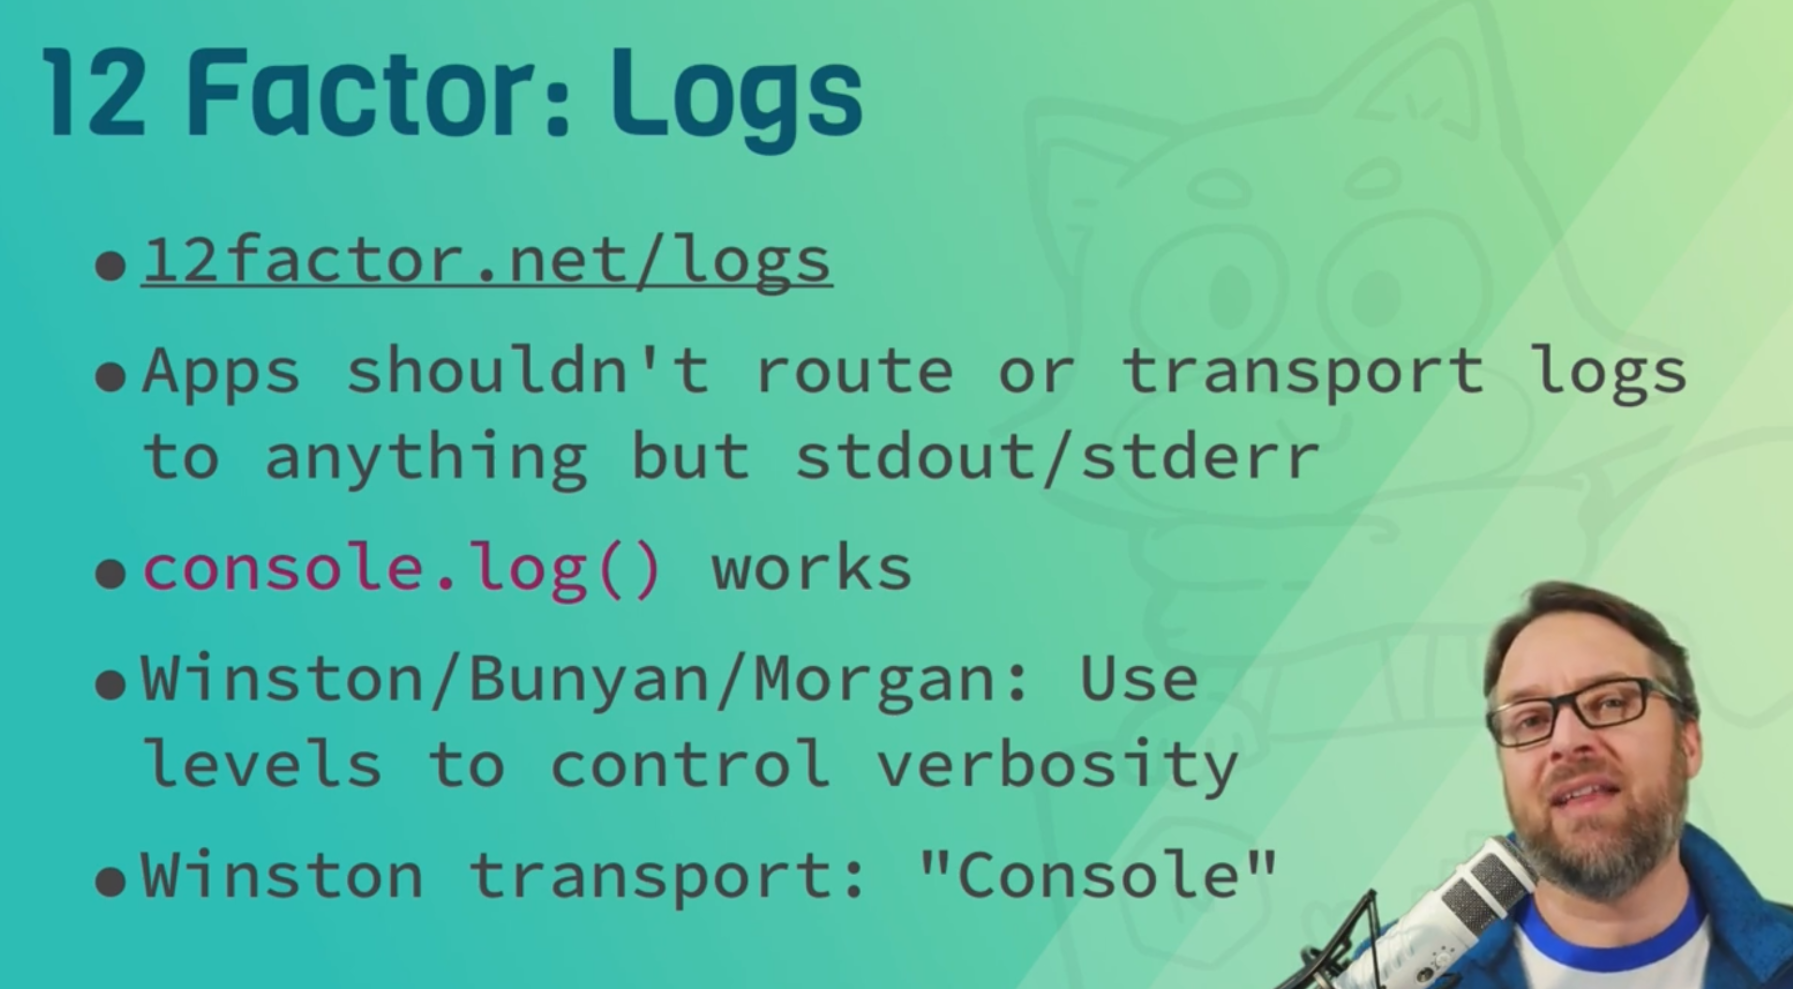 12 Factor: Logs
• 12factor.net/logs
• Apps shouldn't route or transport logs
to anything but stdout/stderr
• console.log() works
• Winston/Bunyan/Morgan: Use
levels to control verbosity
• Winston transport: "Console"